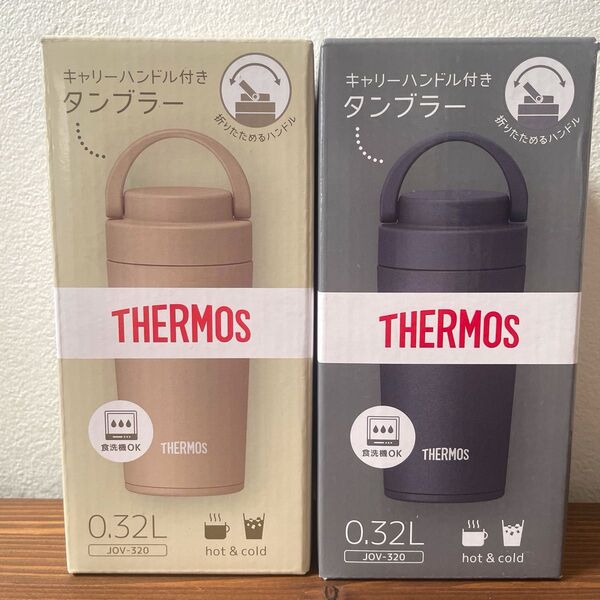 キャリーハンドル付き
タンブラー
折りたためるハンドル
THERMOS
食洗機OK
THERMOS
0.32L
JOV-320
hot & cold
キャリーハンドル付き
タンブラー
折りたためるハンドル
THERMOS
食洗機OK
THERMOS
0.32L
JOV-320
hot & cold